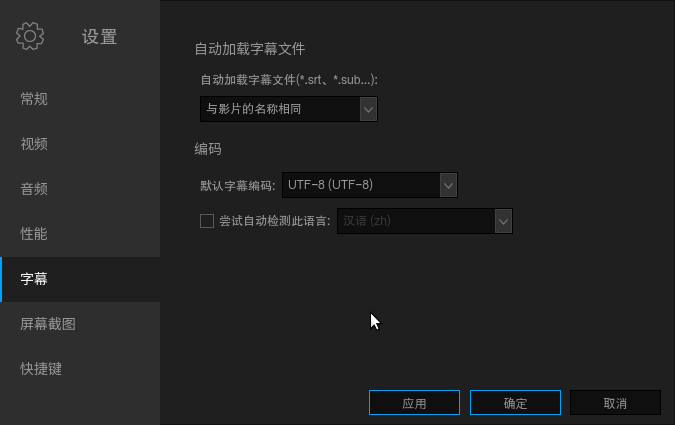 设置
常规
视频
音频
性能
字幕
屏幕截图
快捷键
自动加载字幕文件
自动加载字幕文件(*.srt、*.sub...):
与影片的名称相同
编码
默认字幕编码: UTF-8 (UTF-8)
尝试自动检测此语言: 汉语 (zh)
应用 确定 取消